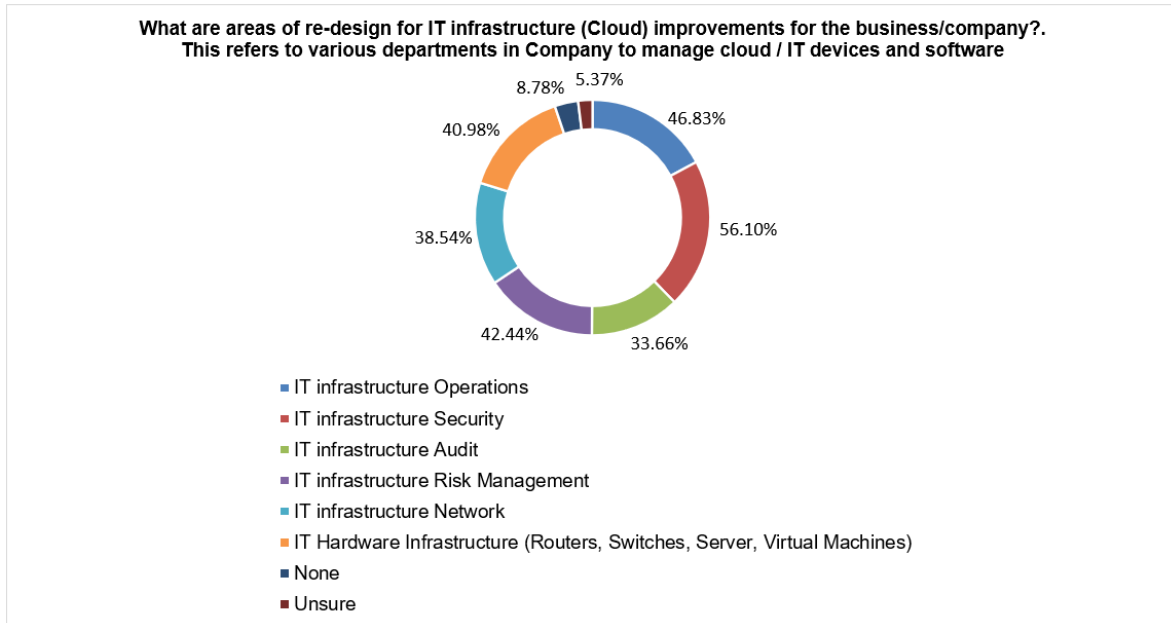 What are areas of re-design for IT infrastructure (Cloud) improvements for the business/company?.
This refers to various departments in Company to manage cloud / IT devices and software
5.37%
8.78%
46.83%
40.98%
56.10%
38.54%
42.44%
33.66%
IT infrastructure Operations
IT infrastructure Security
IT infrastructure Audit
IT infrastructure Risk Management
IT infrastructure Network
IT Hardware Infrastructure (Routers, Switches, Server, Virtual Machines)
None
Unsure